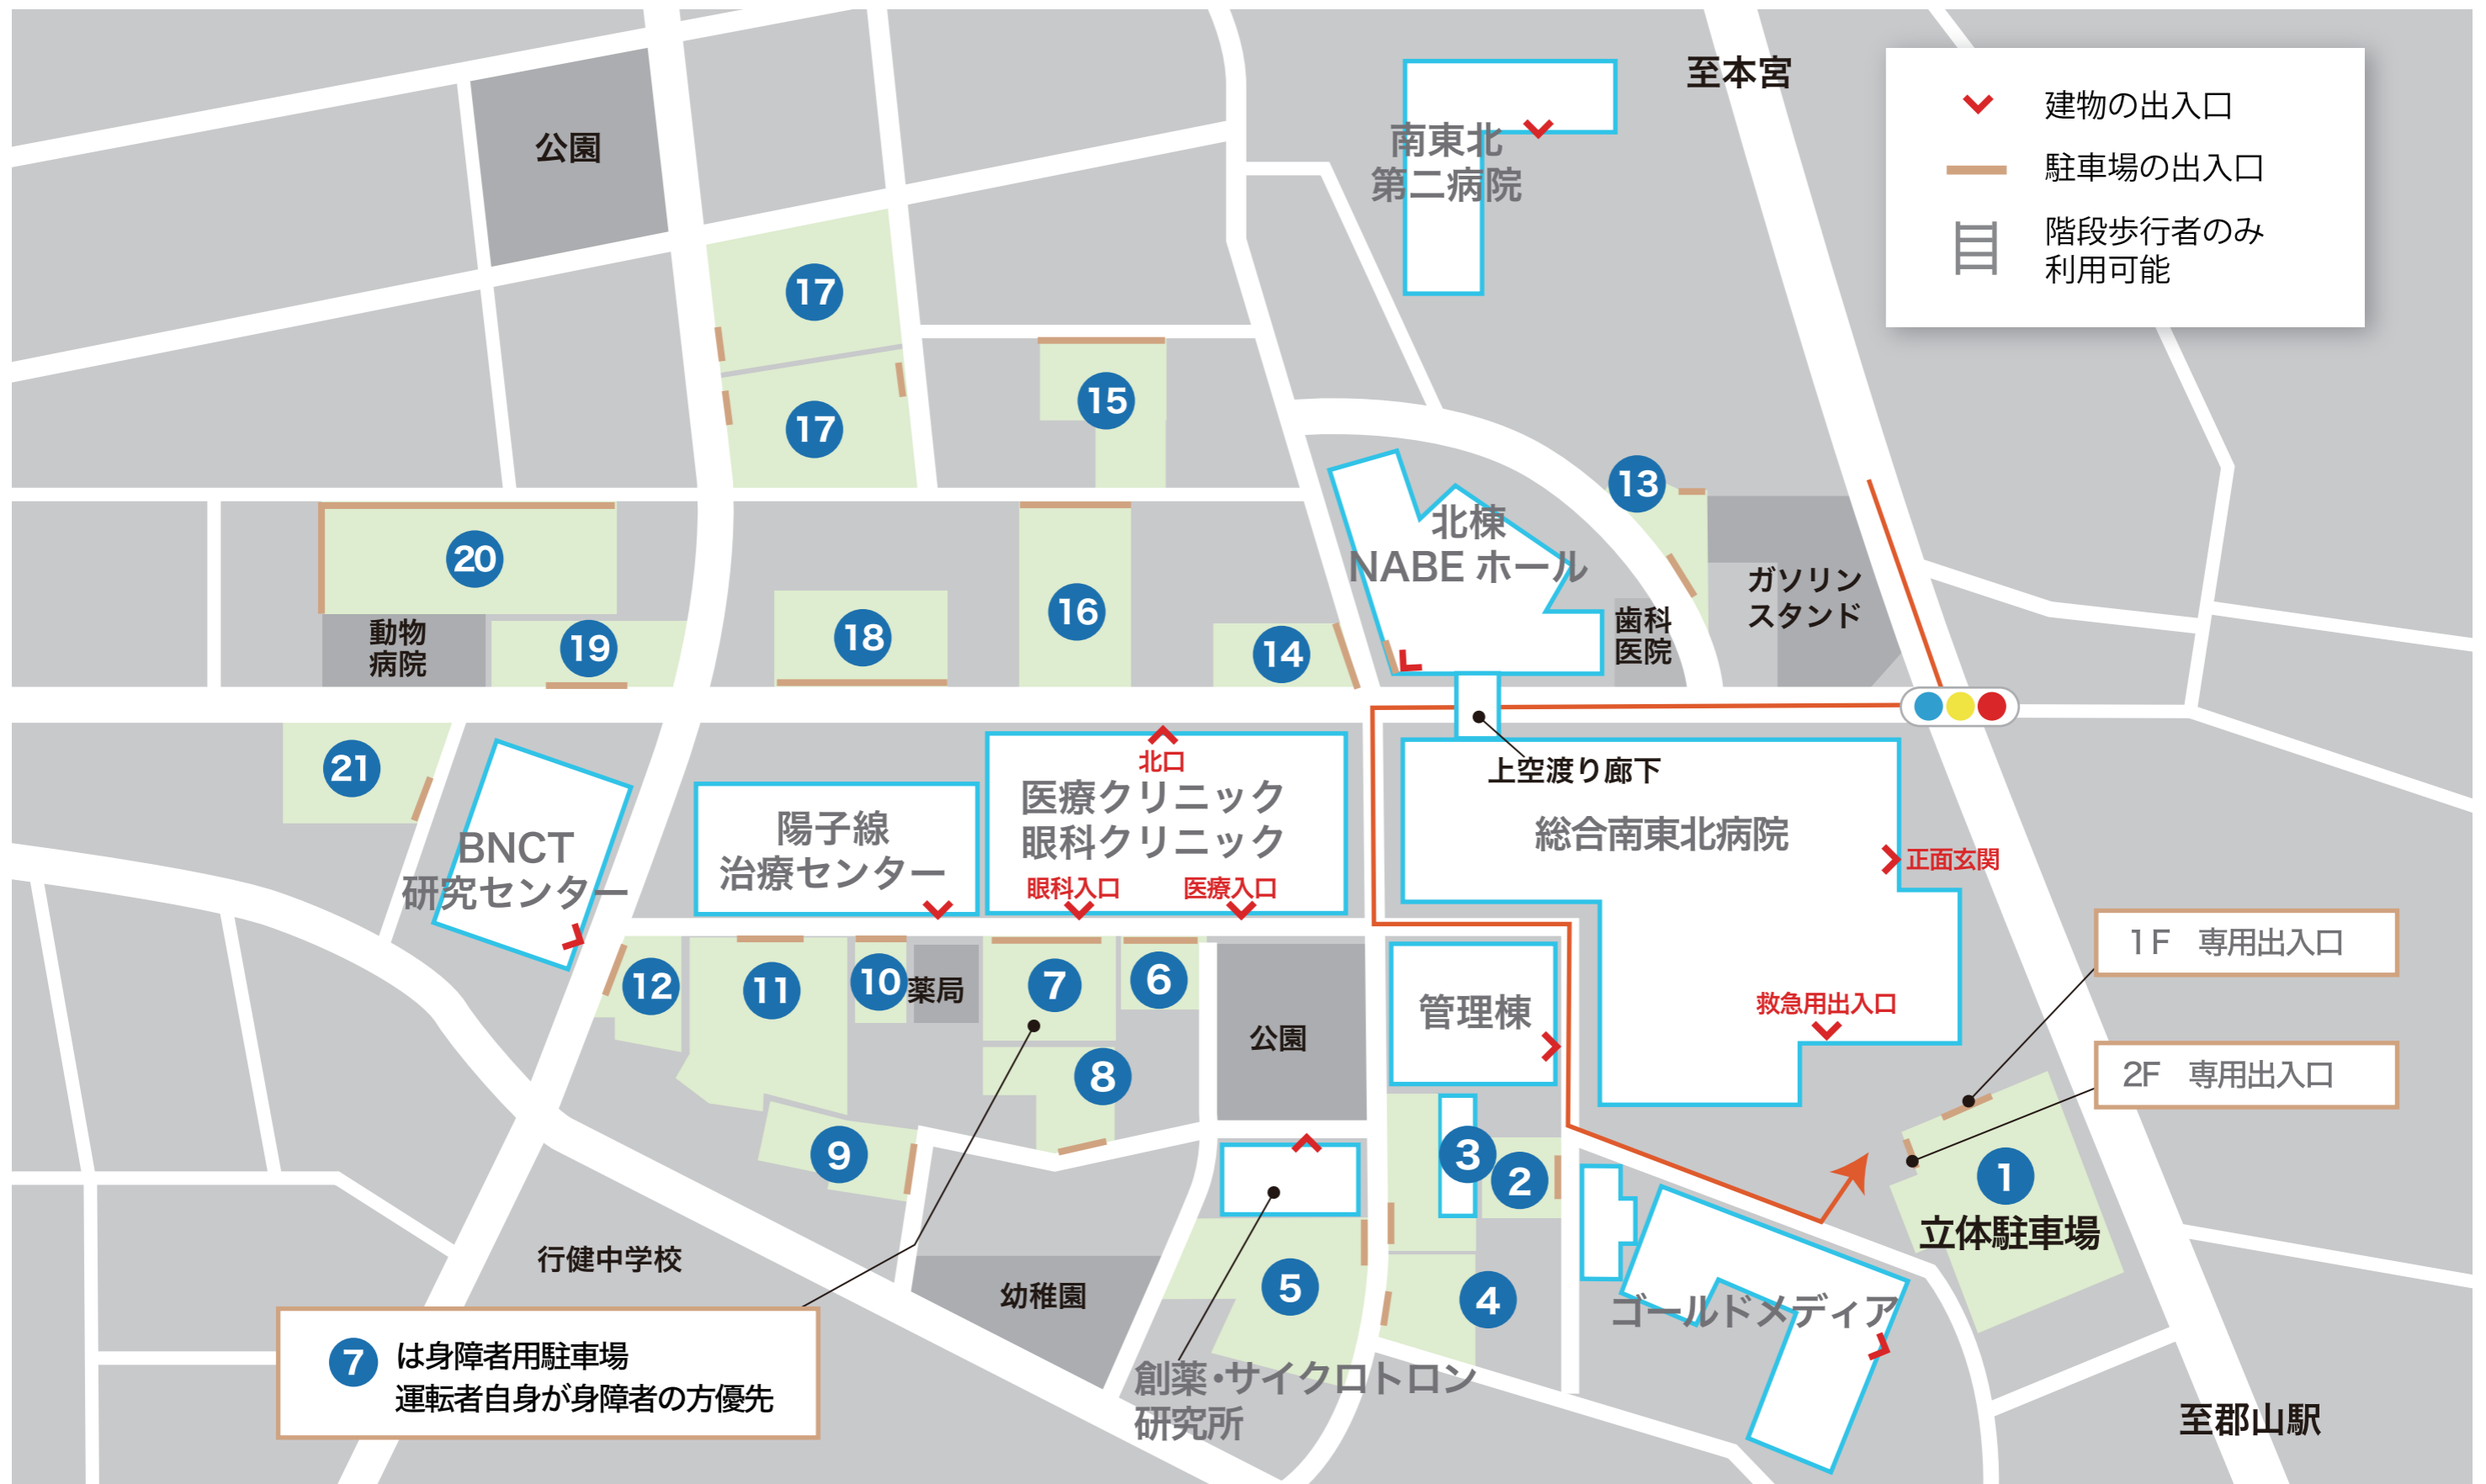 至本宮
建物の出入口
駐車場の出入口
階段歩行者のみ
利用可能
公園
南東北
第二病院
17
17
15
13
北棟
NABE ホール
ガソリン
スタンド
歯科
医院
20
動物
病院
19
18
16
14
21
BNCT
研究センター
陽子線
治療センター
北口
医療クリニック
眼科クリニック
眼科入口
医療入口
上空渡り廊下
総合南東北病院
正面玄関
救急用出入口
1F 専用出入口
2F 専用出入口
12
11
10
薬局
7
6
8
9
公園
管理棟
3
2
1
立体駐車場
5
4
行健中学校
幼稚園
ゴールドメディア
創薬・サイクロトロン
研究所
至郡山駅
7 は身障者用駐車場
運転者自身が身障者の方優先